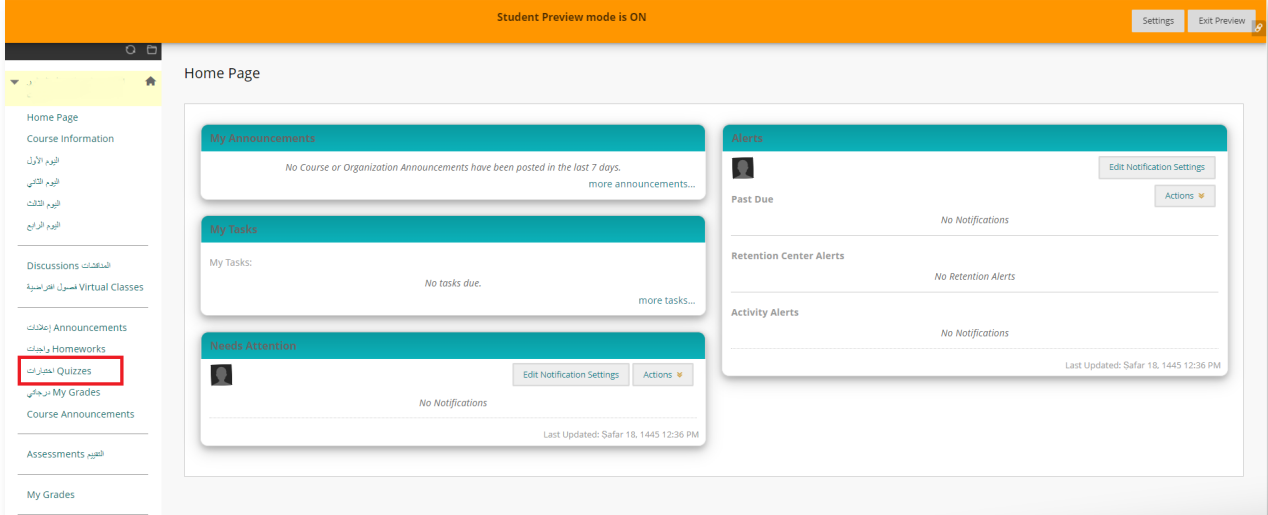 Student Preview mode is ON
Settings
Exit Preview
Home Page
Course Information
اليوم الأول
اليوم الثاني
اليوم الثالث
اليوم الرابع
Discussions المناقشات
Virtual Classes فصول افتراضية
Announcements إعلانات
Homeworks واجبات
Quizzes اختبارات
My Grades درجاتي
Course Announcements
Assessments التقييم
My Grades
Home Page
My Announcements
No Course or Organization Announcements have been posted in the last 7 days.
more announcements...
My Tasks
My Tasks:
No tasks due.
more tasks...
Needs Attention
Edit Notification Settings
Actions
No Notifications
Last Updated: Ṣafar 18, 1445 12:36 PM
Alerts
Edit Notification Settings
Actions
Past Due
No Notifications
Retention Center Alerts
No Retention Alerts
Activity Alerts
No Notifications
Last Updated: Ṣafar 18, 1445 12:36 PM